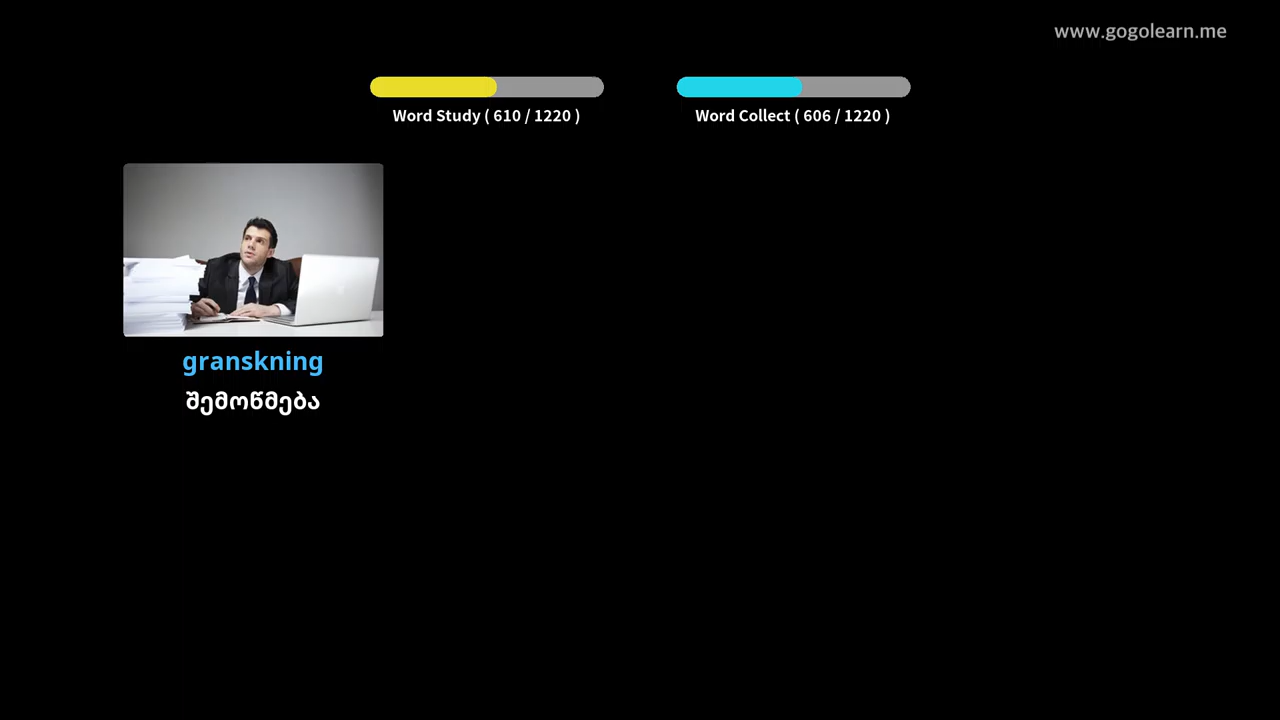 www.gogolearn.me
Word Study ( 610 / 1220 )
Word Collect ( 606 / 1220 )
granskning
შემოწმება